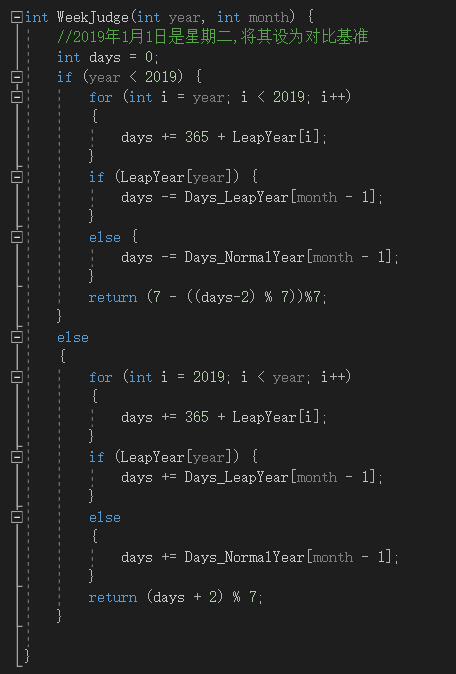 int WeekJudge(int year, int month) {
    //2019年1月1日是星期二,将其设为对比基准
    int days = 0;
    if (year < 2019) {
        for (int i = year; i < 2019; i++)
        {
            days += 365 + LeapYear[i];
        }
        if (LeapYear[year]) {
            days -= Days_LeapYear[month - 1];
        }
        else {
            days -= Days_NormalYear[month - 1];
        }
        return (7 - ((days-2) % 7))%7;
    }
    else
    {
        for (int i = 2019; i < year; i++)
        {
            days += 365 + LeapYear[i];
        }
        if (LeapYear[year]) {
            days += Days_LeapYear[month - 1];
        }
        else
        {
            days += Days_NormalYear[month - 1];
        }
        return (days + 2) % 7;
    }
}